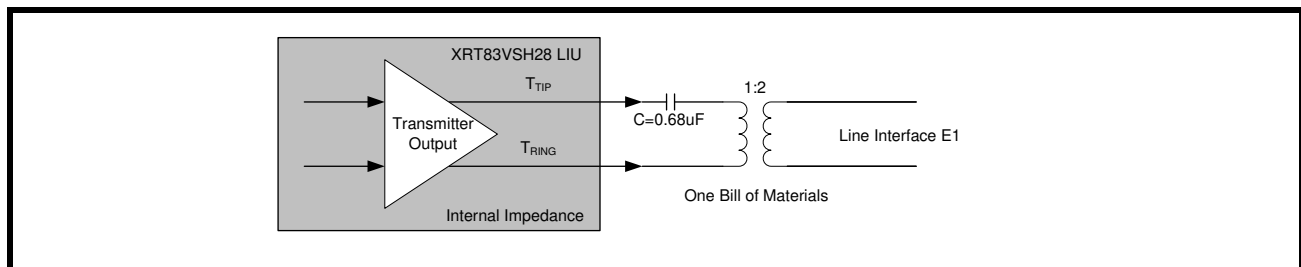 XRT83VSH28 LIU
TTIP
1:2
Transmitter
Output
C=0.68uF
Line Interface E1
TRING
One Bill of Materials
Internal Impedance